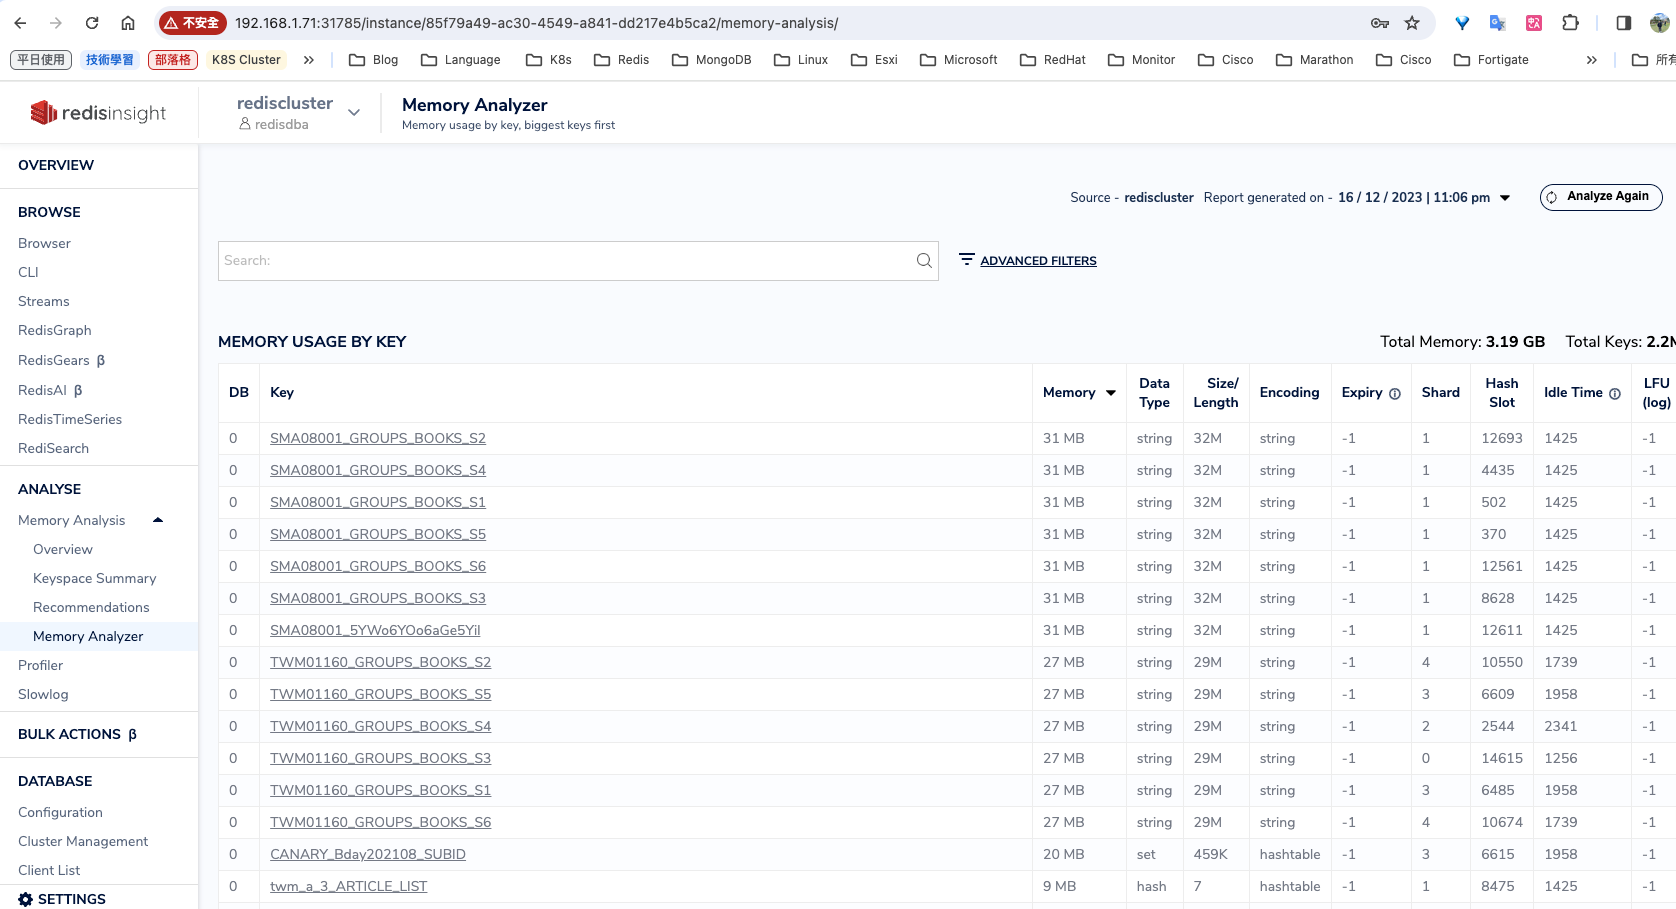 不安全 192.168.1.71:31785/instance/85f79a49-ac30-4549-a841-dd217e4b5ca2/memory-analysis/
平日使用 技術學習 部落格 K8S Cluster » Blog Language K8s Redis MongoDB Linux Esxi Microsoft RedHat Monitor Cisco Marathon Cisco Fortigate » 所有
redisinsight
rediscluster
redisdba
Memory Analyzer
Memory usage by key, biggest keys first
OVERVIEW
BROWSE
Browser
CLI
Streams
RedisGraph
RedisGears β
RedisAI β
RedisTimeSeries
RediSearch
ANALYSE
Memory Analysis
Overview
Keyspace Summary
Recommendations
Memory Analyzer
Profiler
Slowlog
BULK ACTIONS β
DATABASE
Configuration
Cluster Management
Client List
SETTINGS
Source - rediscluster Report generated on - 16 / 12 / 2023 | 11:06 pm Analyze Again
Search:
ADVANCED FILTERS
MEMORY USAGE BY KEY Total Memory: 3.19 GB Total Keys: 2.2M
DB Key Memory Data Type Size/ Length Encoding Expiry Shard Hash Slot Idle Time LFU (log)
0 SMA08001_GROUPS_BOOKS_S2 31 MB string 32M string -1 1 12693 1425 -1
0 SMA08001_GROUPS_BOOKS_S4 31 MB string 32M string -1 1 4435 1425 -1
0 SMA08001_GROUPS_BOOKS_S1 31 MB string 32M string -1 1 502 1425 -1
0 SMA08001_GROUPS_BOOKS_S5 31 MB string 32M string -1 1 370 1425 -1
0 SMA08001_GROUPS_BOOKS_S6 31 MB string 32M string -1 1 12561 1425 -1
0 SMA08001_GROUPS_BOOKS_S3 31 MB string 32M string -1 1 8628 1425 -1
0 SMA08001_5YWo6YOo6aGe5Yil 31 MB string 32M string -1 1 12611 1425 -1
0 TWM01160_GROUPS_BOOKS_S2 27 MB string 29M string -1 4 10550 1739 -1
0 TWM01160_GROUPS_BOOKS_S5 27 MB string 29M string -1 3 6609 1958 -1
0 TWM01160_GROUPS_BOOKS_S4 27 MB string 29M string -1 2 2544 2341 -1
0 TWM01160_GROUPS_BOOKS_S3 27 MB string 29M string -1 0 14615 1256 -1
0 TWM01160_GROUPS_BOOKS_S1 27 MB string 29M string -1 3 6485 1958 -1
0 TWM01160_GROUPS_BOOKS_S6 27 MB string 29M string -1 4 10674 1739 -1
0 CANARY_Bday202108_SUBID 20 MB set 459K hashtable -1 3 6615 1958 -1
0 twm_a_3_ARTICLE_LIST 9 MB hash 7 hashtable -1 1 8475 1425 -1